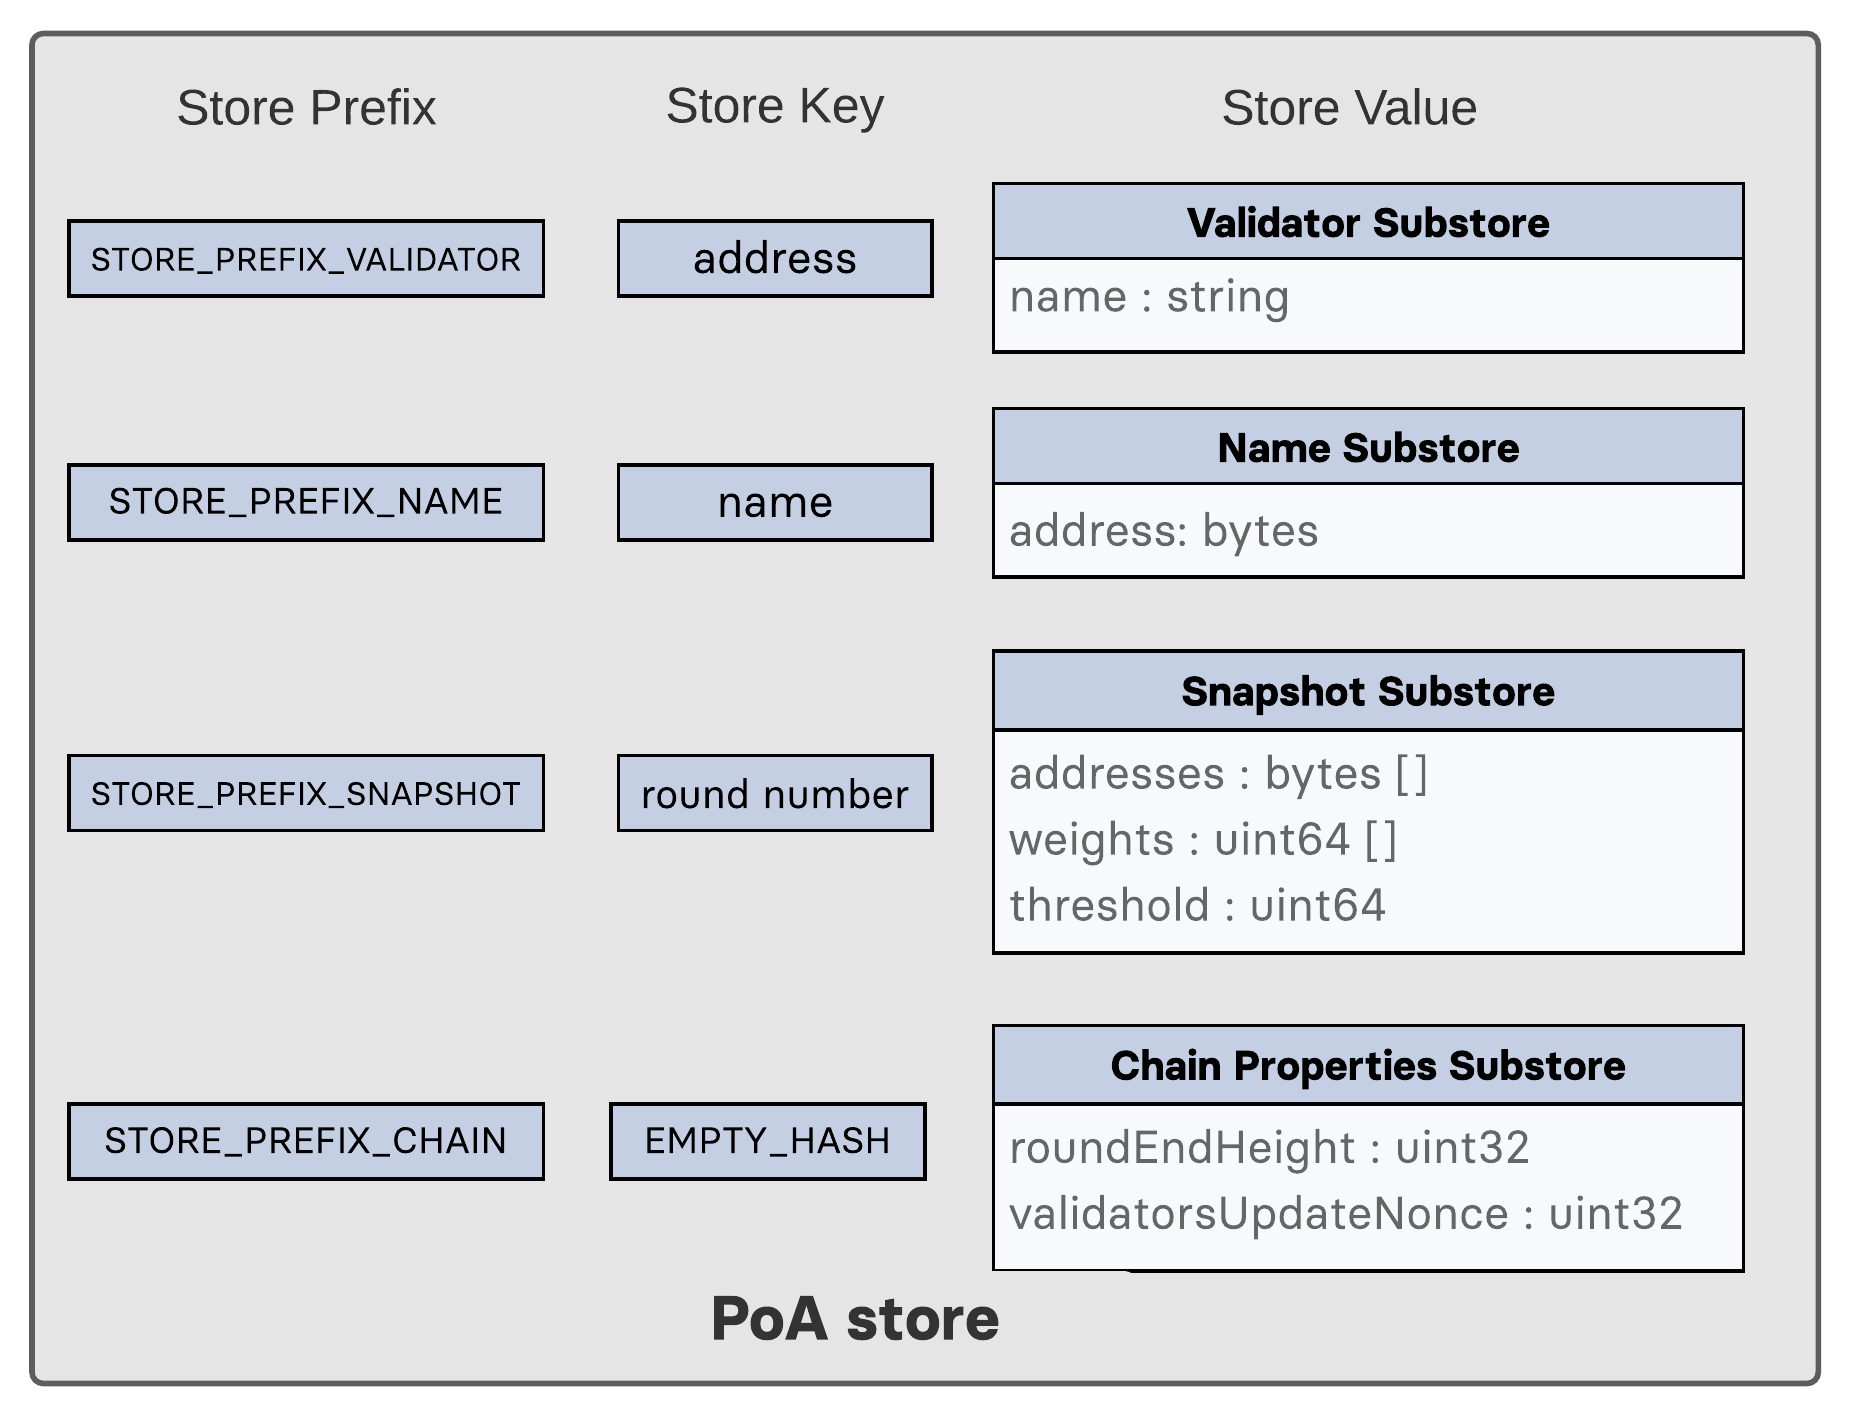 Store Prefix
Store Key
Store Value
STORE_PREFIX_VALIDATOR
address
Validator Substore
name : string
STORE_PREFIX_NAME
name
Name Substore
address: bytes
STORE_PREFIX_SNAPSHOT
round number
Snapshot Substore
addresses : bytes []
weights : uint64 []
threshold : uint64
STORE_PREFIX_CHAIN
EMPTY_HASH
Chain Properties Substore
roundEndHeight : uint32
validatorsUpdateNonce : uint32
PoA store